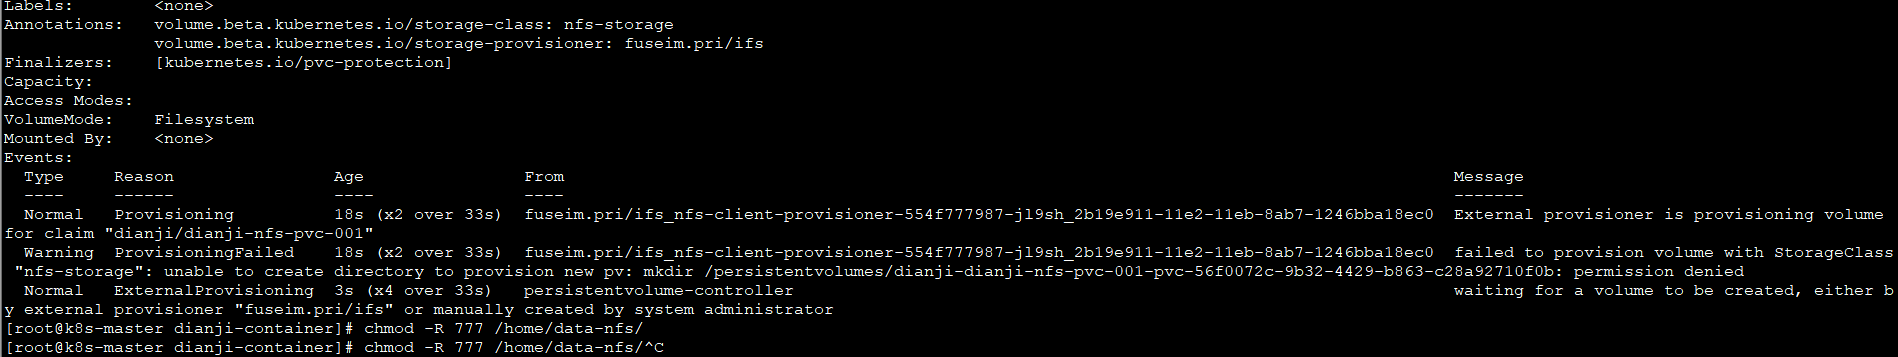 Labels:        <none>
Annotations:   volume.beta.kubernetes.io/storage-class: nfs-storage
               volume.beta.kubernetes.io/storage-provisioner: fuseim.pri/ifs
Finalizers:    [kubernetes.io/pvc-protection]
Capacity:
Access Modes:
VolumeMode:    Filesystem
Mounted By:    <none>
Events:
  Type     Reason                Age                From                                                                                         Message
  ----     ------                ----               ----                                                                                         -------
  Normal   Provisioning          18s (x2 over 33s)  fuseim.pri/ifs_nfs-client-provisioner-554f777987-jl9sh_2b19e911-11e2-11eb-8ab7-1246bba18ec0  External provisioner is provisioning volume
for claim "dianji/dianji-nfs-pvc-001"
  Warning  ProvisioningFailed    18s (x2 over 33s)  fuseim.pri/ifs_nfs-client-provisioner-554f777987-jl9sh_2b19e911-11e2-11eb-8ab7-1246bba18ec0  failed to provision volume with StorageClass
 "nfs-storage": unable to create directory to provision new pv: mkdir /persistentvolumes/dianji-dianji-nfs-pvc-001-pvc-56f0072c-9b32-4429-b863-c28a92710f0b: permission denied
  Normal   ExternalProvisioning  3s (x4 over 33s)   persistentvolume-controller                                                                  waiting for a volume to be created, either b
y external provisioner "fuseim.pri/ifs" or manually created by system administrator
[root@k8s-master dianji-container]# chmod -R 777 /home/data-nfs/
[root@k8s-master dianji-container]# chmod -R 777 /home/data-nfs/^C